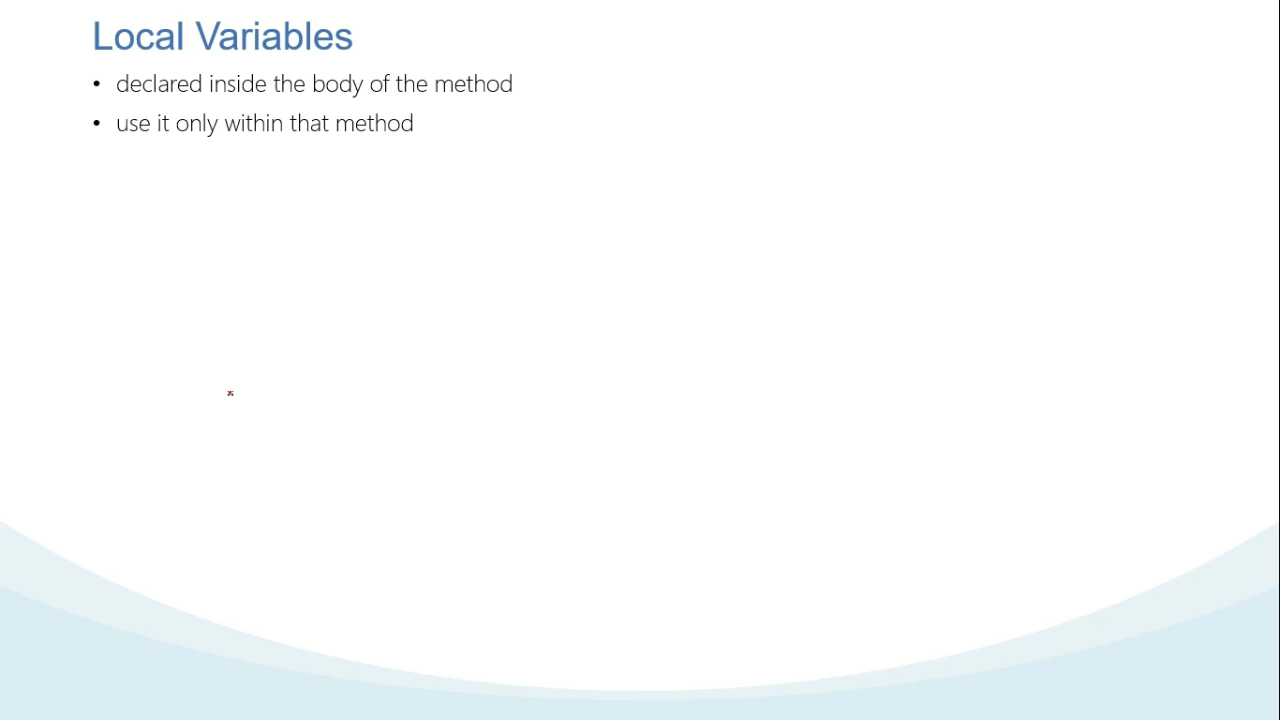 Local Variables
• declared inside the body of the method
• use it only within that method